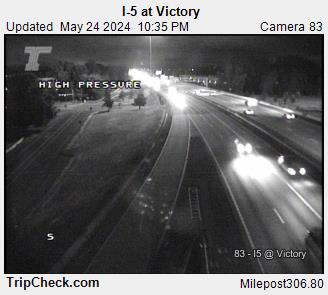 I-5 at Victory
Updated May 24 2024 10:35 PM Camera 83
HIGH PRESSURE
S
83 - I5 @ Victory
TripCheck.com Milepost306.80